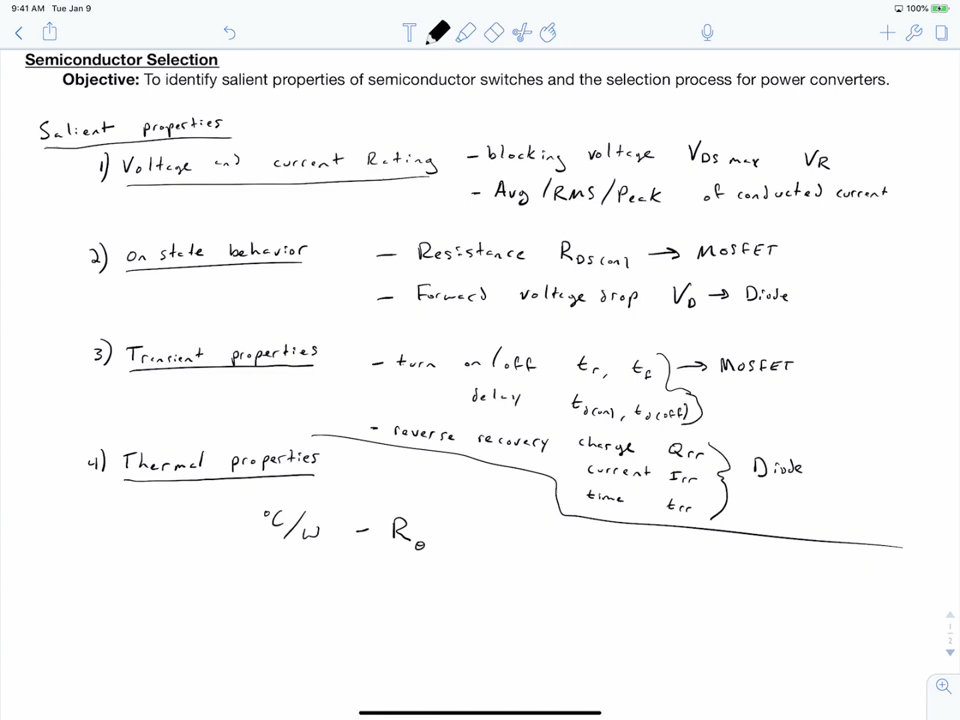 9:41 AM Tue Jan 9
100%
Semiconductor Selection
Objective: To identify salient properties of semiconductor switches and the selection process for power converters.
Salient properties
1) Voltage and current Rating - blocking voltage VDS max VR
- Avg/RMS/Peak of conducted current
2) On state behavior - Resistance RDS(on) → MOSFET
- Forward voltage drop VD → Diode
3) Transient properties - turn on/off tr, tf → MOSFET
delay td(on), td(off)
- reverse recovery charge Qrr
current Irr
time trr
} Diode
4) Thermal properties
°C/W - Rθ
1
2